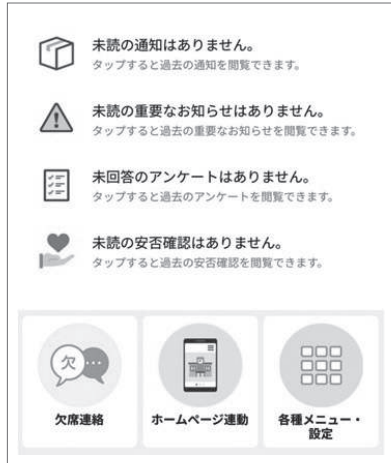 未読の通知はありません。
タップすると過去の通知を閲覧できます。
未読の重要なお知らせはありません。
タップすると過去の重要なお知らせを閲覧できます。
未回答のアンケートはありません。
タップすると過去のアンケートを閲覧できます。
未読の安否確認はありません。
タップすると過去の安否確認を閲覧できます。
欠
欠席連絡
ホームページ連動
各種メニュー・
設定